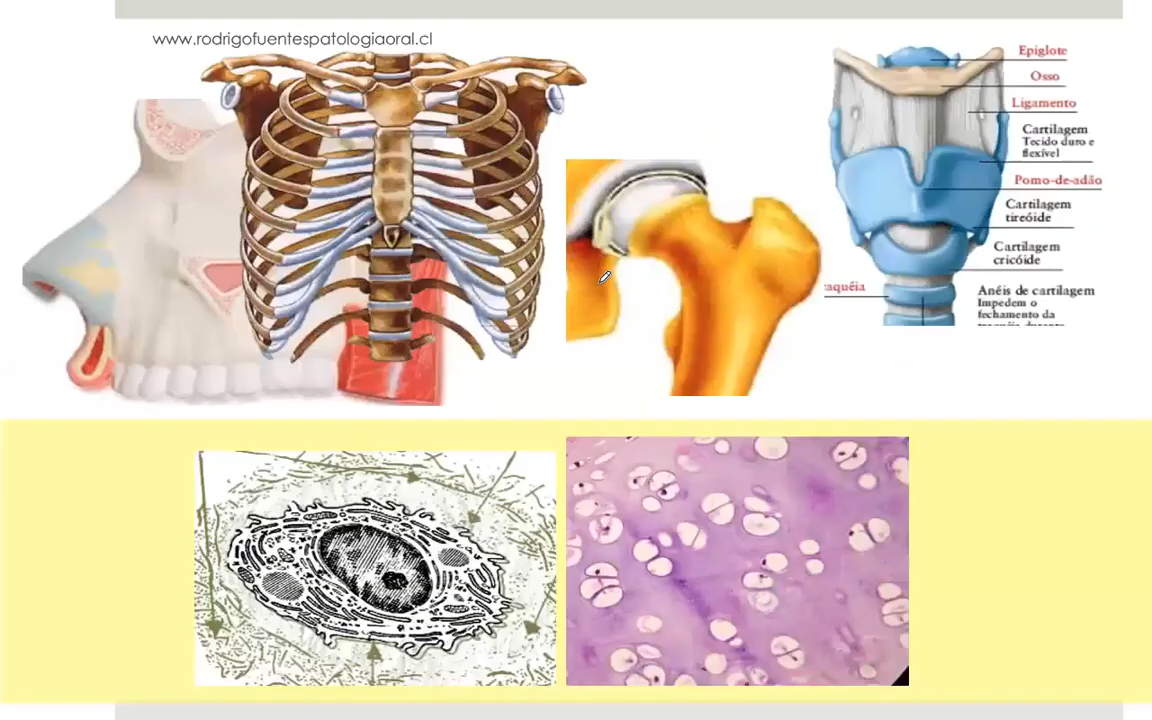 www.rodrigofuentespatologiaoral.cl
Epiglote
Osso
Ligamento
Cartilagem
Tecido duro e
flexível
Pomo-de-adão
Cartilagem
tireóide
Cartilagem
cricóide
raquéia
Anéis de cartilagem
Impedem o
fechamento da